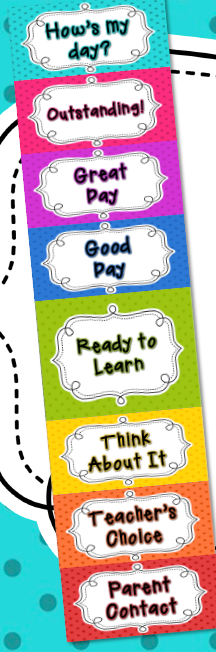 How's my
day?
Outstanding!
Great
Day
Good
Day
Ready to
Learn
Think
About It
Teacher's
Choice
Parent
Contact